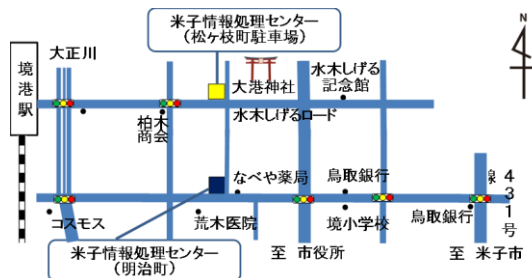 米子情報処理センター
(松ヶ枝町駐車場)
N
大正川
境港駅
大港神社
水木しげる
記念館
柏木
商会
水木しげるロード
なべや薬局
鳥取銀行
線
431号
コスモス
荒木医院
境小学校
鳥取銀行
米子情報処理センター
(明治町)
至 市役所
至 米子市